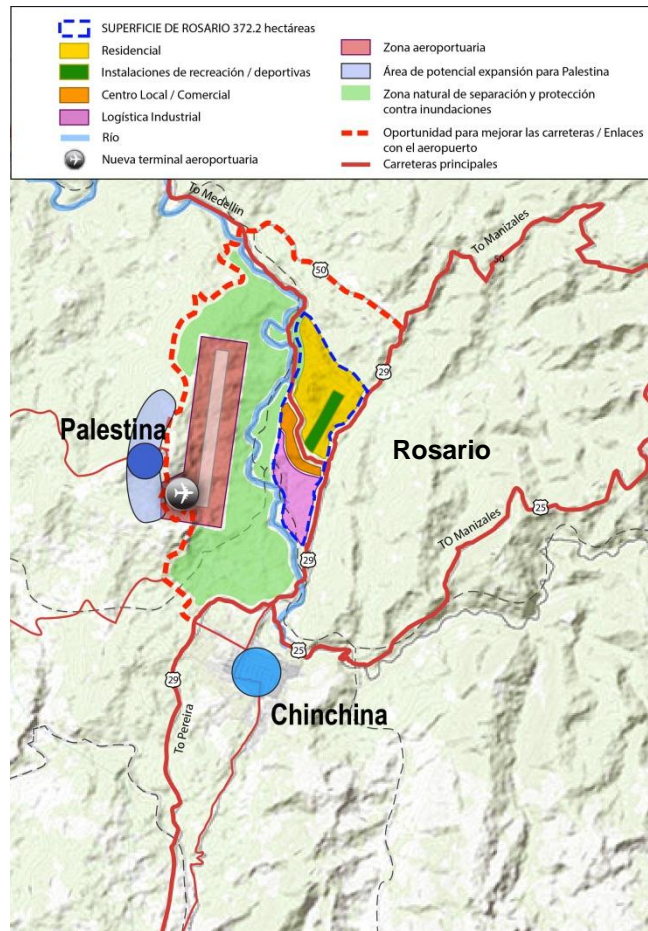 SUPERFICIE DE ROSARIO 372.2 hectáreas
Residencial
Instalaciones de recreación / deportivas
Centro Local / Comercial
Logística Industrial
Río
Nueva terminal aeroportuaria
Zona aeroportuaria
Área de potencial expansión para Palestina
Zona natural de separación y protección
contra inundaciones
Oportunidad para mejorar las carreteras / Enlaces
con el aeropuerto
Carreteras principales
To Medellin
To Manizales
50
50
29
Palestina
Rosario
25
TO Manizales
29
25
29
Chinchina
To Pereira